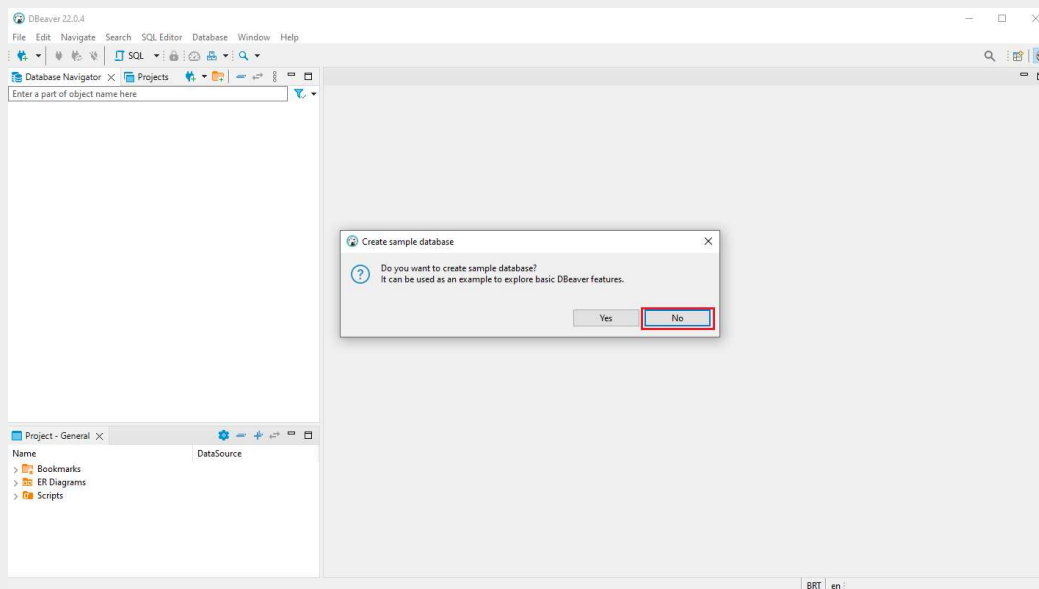 DBeaver 22.0.4
File Edit Navigate Search SQL Editor Database Window Help
SQL
Database Navigator Projects
Enter a part of object name here
Create sample database
Do you want to create sample database?
It can be used as an example to explore basic DBeaver features.
Yes No
Project - General
Name DataSource
Bookmarks
ER Diagrams
Scripts
BRT en